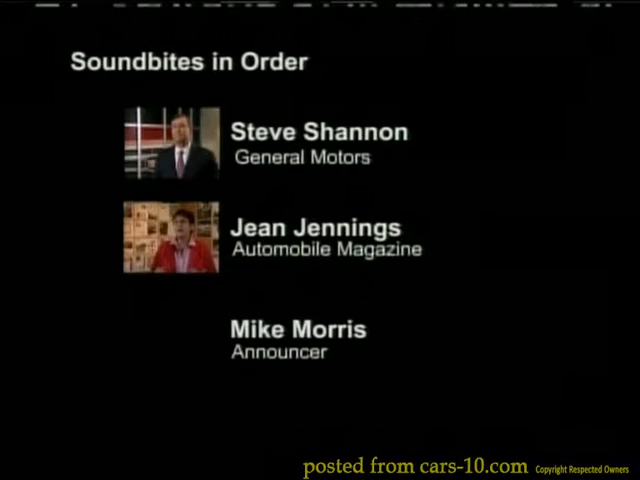 Soundbites in Order
Steve Shannon
General Motors
Jean Jennings
Automobile Magazine
Mike Morris
Announcer
posted from cars-10.com Copyright Respected Owners